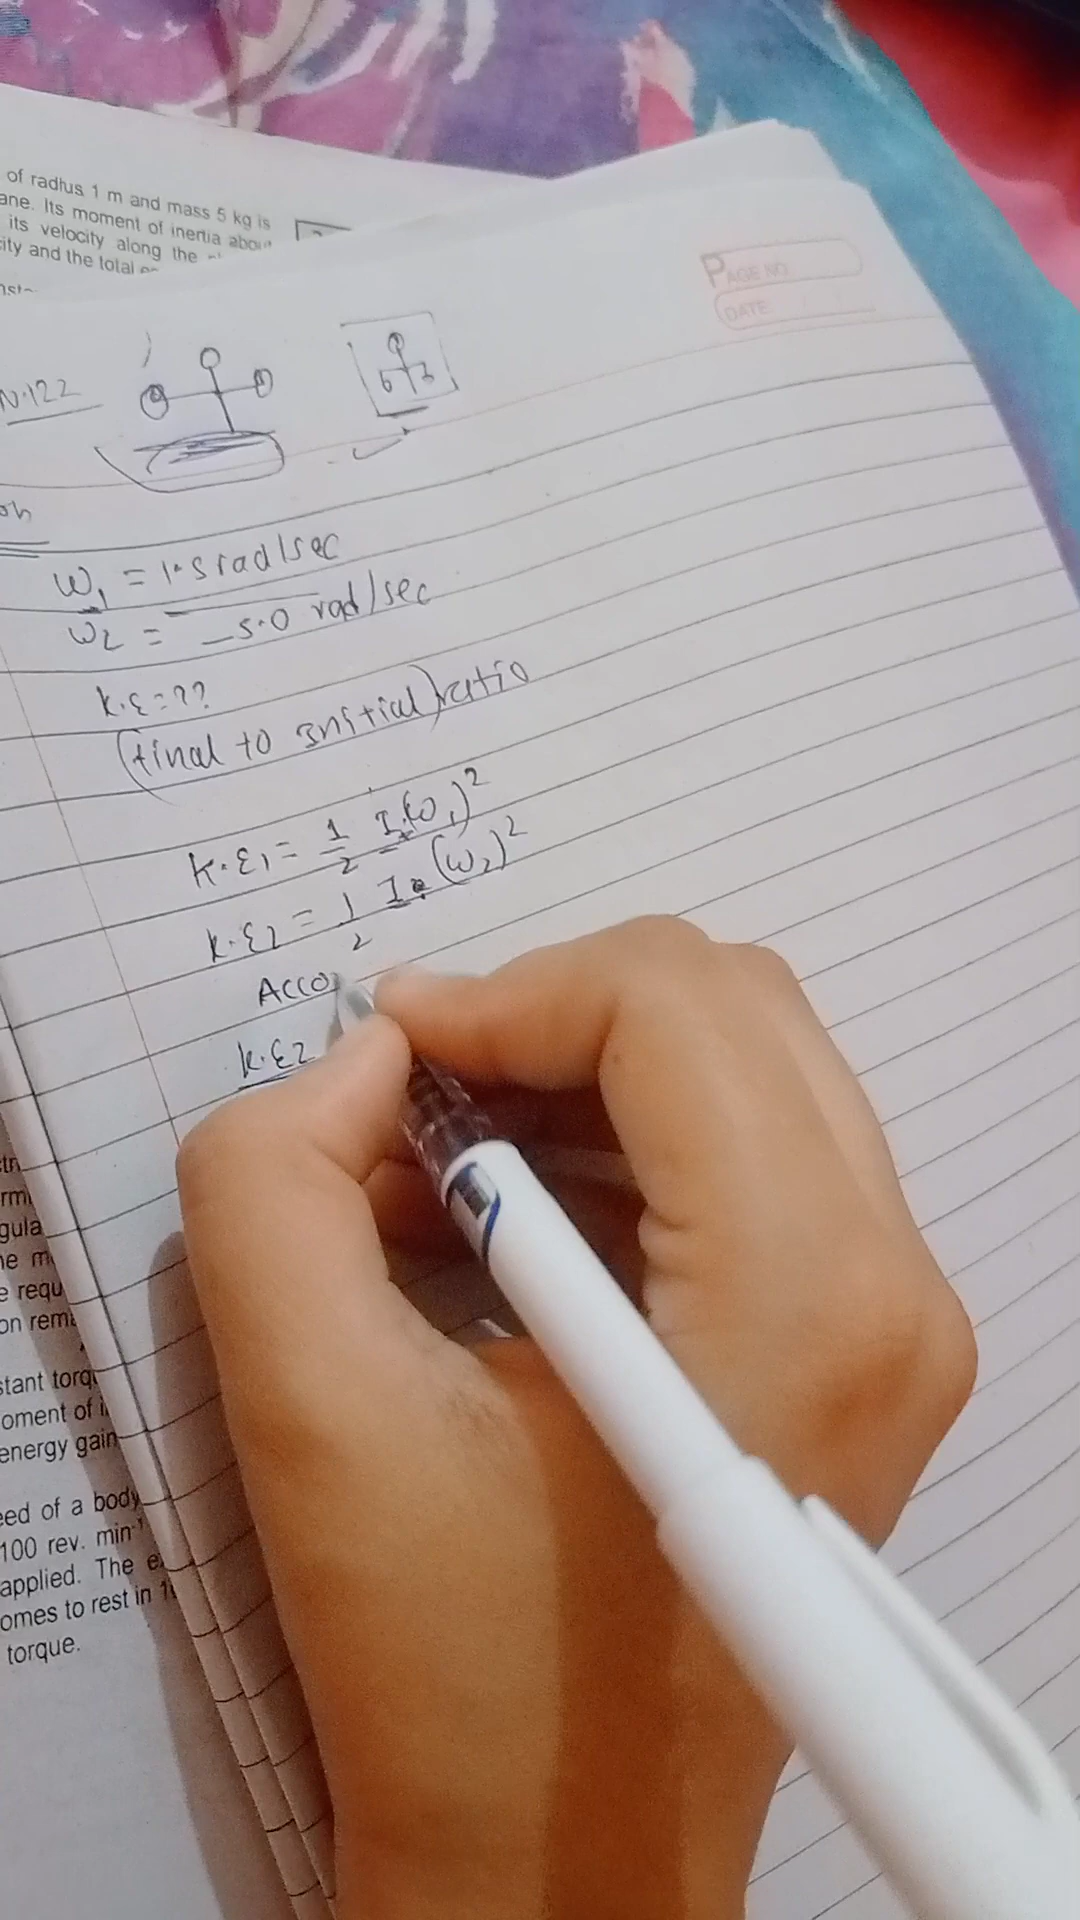 of radius 1 m and mass 5 kg is
ane. Its moment of inertia about
its velocity along the
ity and the total
PAGE NO.
DATE
N.122
ω₁ = 1.5 rad/sec
ω₂ = 5.0 rad/sec
K.E = ??
(final to initial) ratio
K.E₁ = 1/2 I₁(ω₁)²
K.E₂ = 1/2 I₂(ω₂)²
Acco
K.E₂
gula
e requ
on rem
stant torq
oment of i
energy gain
eed of a body
100 rev. min⁻¹
applied. The e
omes to rest in 1
torque.